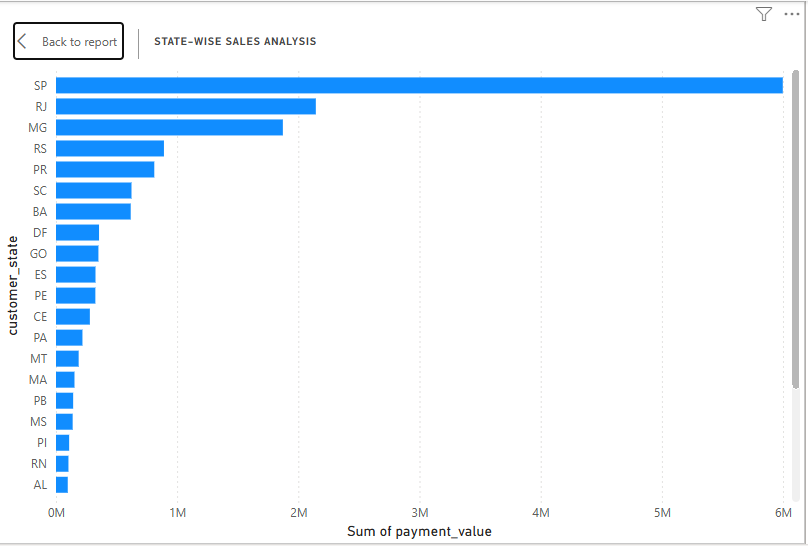 Back to report
STATE-WISE SALES ANALYSIS
customer_state
SP
RJ
MG
RS
PR
SC
BA
DF
GO
ES
PE
CE
PA
MT
MA
PB
MS
PI
RN
AL
0M 1M 2M 3M 4M 5M 6M
Sum of payment_value